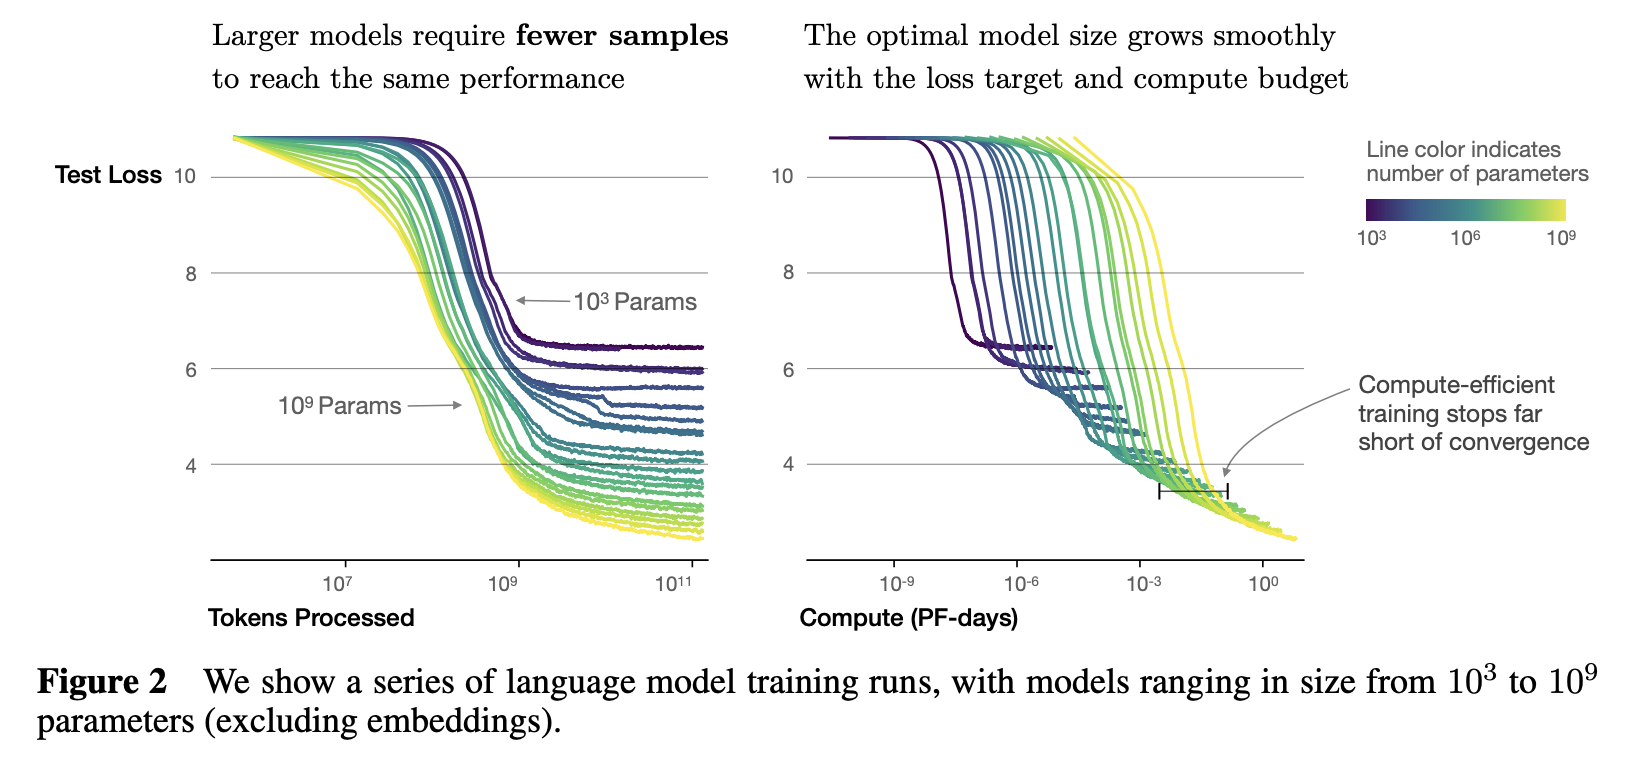 Larger models require fewer samples
to reach the same performance
The optimal model size grows smoothly
with the loss target and compute budget
Test Loss
10
8
6
4
10³ Params
10⁹ Params
10⁷
10⁹
10¹¹
Tokens Processed
10
8
6
4
10⁻⁹
10⁻⁶
10⁻³
10⁰
Compute (PF-days)
Line color indicates
number of parameters
10³
10⁶
10⁹
Compute-efficient
training stops far
short of convergence
Figure 2 We show a series of language model training runs, with models ranging in size from 10³ to 10⁹
parameters (excluding embeddings).